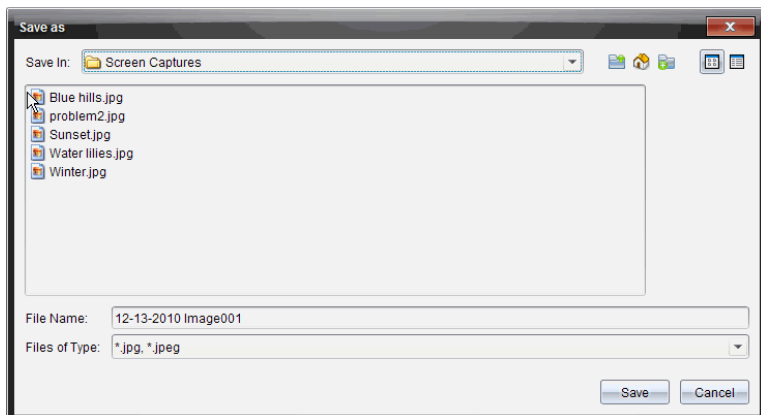 Save as
Save In: Screen Captures
Blue hills.jpg
problem2.jpg
Sunset.jpg
Water lilies.jpg
Winter.jpg
File Name: 12-13-2010 Image001
Files of Type: *.jpg, *.jpeg
Save Cancel